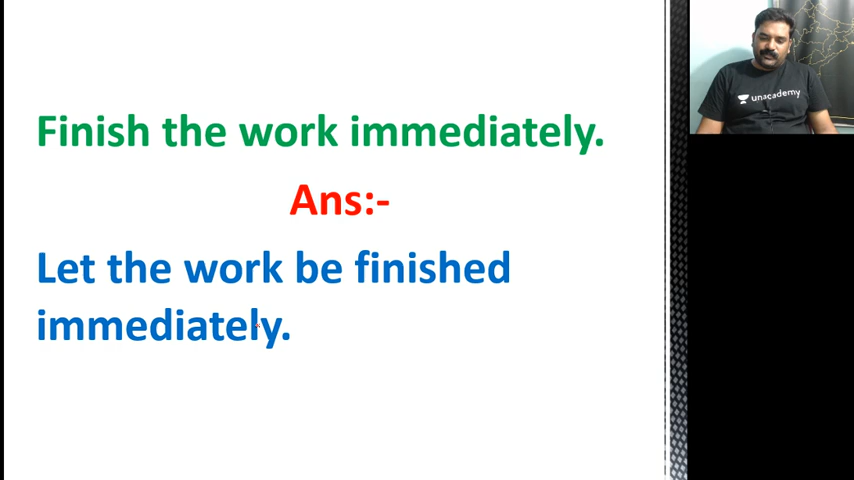 Finish the work immediately.
Ans:-
Let the work be finished
immediately.
unacademy